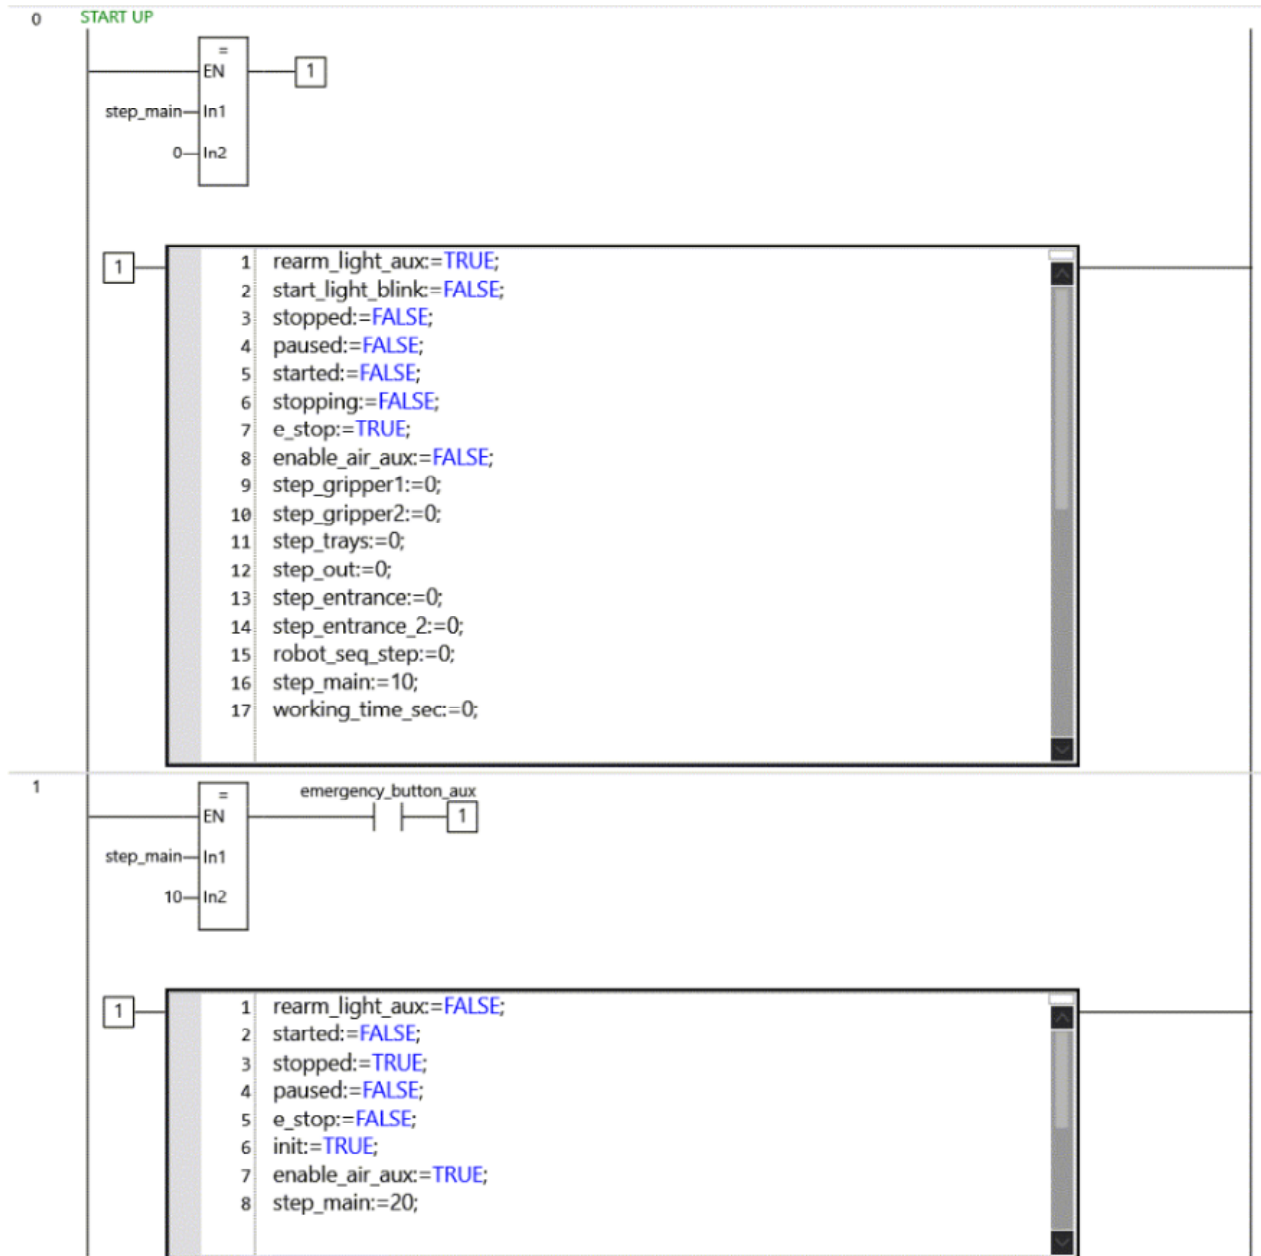 0 START UP
=
EN 1
step_main In1
0 In2
1
1 rearm_light_aux:=TRUE;
2 start_light_blink:=FALSE;
3 stopped:=FALSE;
4 paused:=FALSE;
5 started:=FALSE;
6 stopping:=FALSE;
7 e_stop:=TRUE;
8 enable_air_aux:=FALSE;
9 step_gripper1:=0;
10 step_gripper2:=0;
11 step_trays:=0;
12 step_out:=0;
13 step_entrance:=0;
14 step_entrance_2:=0;
15 robot_seq_step:=0;
16 step_main:=10;
17 working_time_sec:=0;
1
= emergency_button_aux
EN 1
step_main In1
10 In2
1
1 rearm_light_aux:=FALSE;
2 started:=FALSE;
3 stopped:=TRUE;
4 paused:=FALSE;
5 e_stop:=FALSE;
6 init:=TRUE;
7 enable_air_aux:=TRUE;
8 step_main:=20;